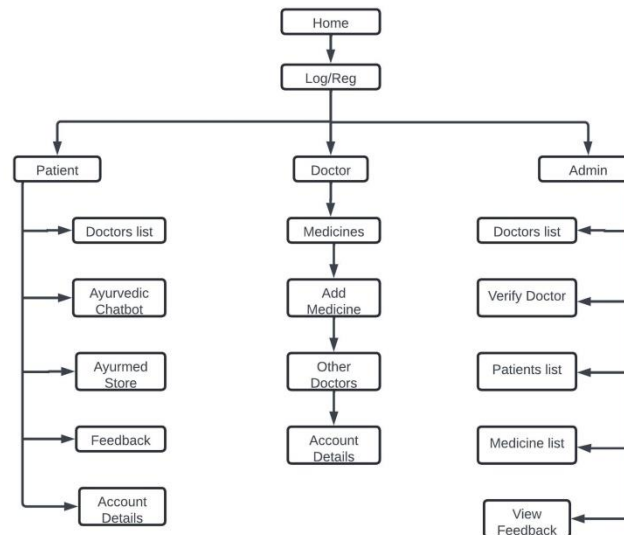 Home
Log/Reg
Patient
Doctor
Admin
Doctors list
Medicines
Doctors list
Ayurvedic
Chatbot
Add
Medicine
Verify Doctor
Ayurmed
Store
Other
Doctors
Patients list
Feedback
Account
Details
Medicine list
Account
Details
View
Feedback